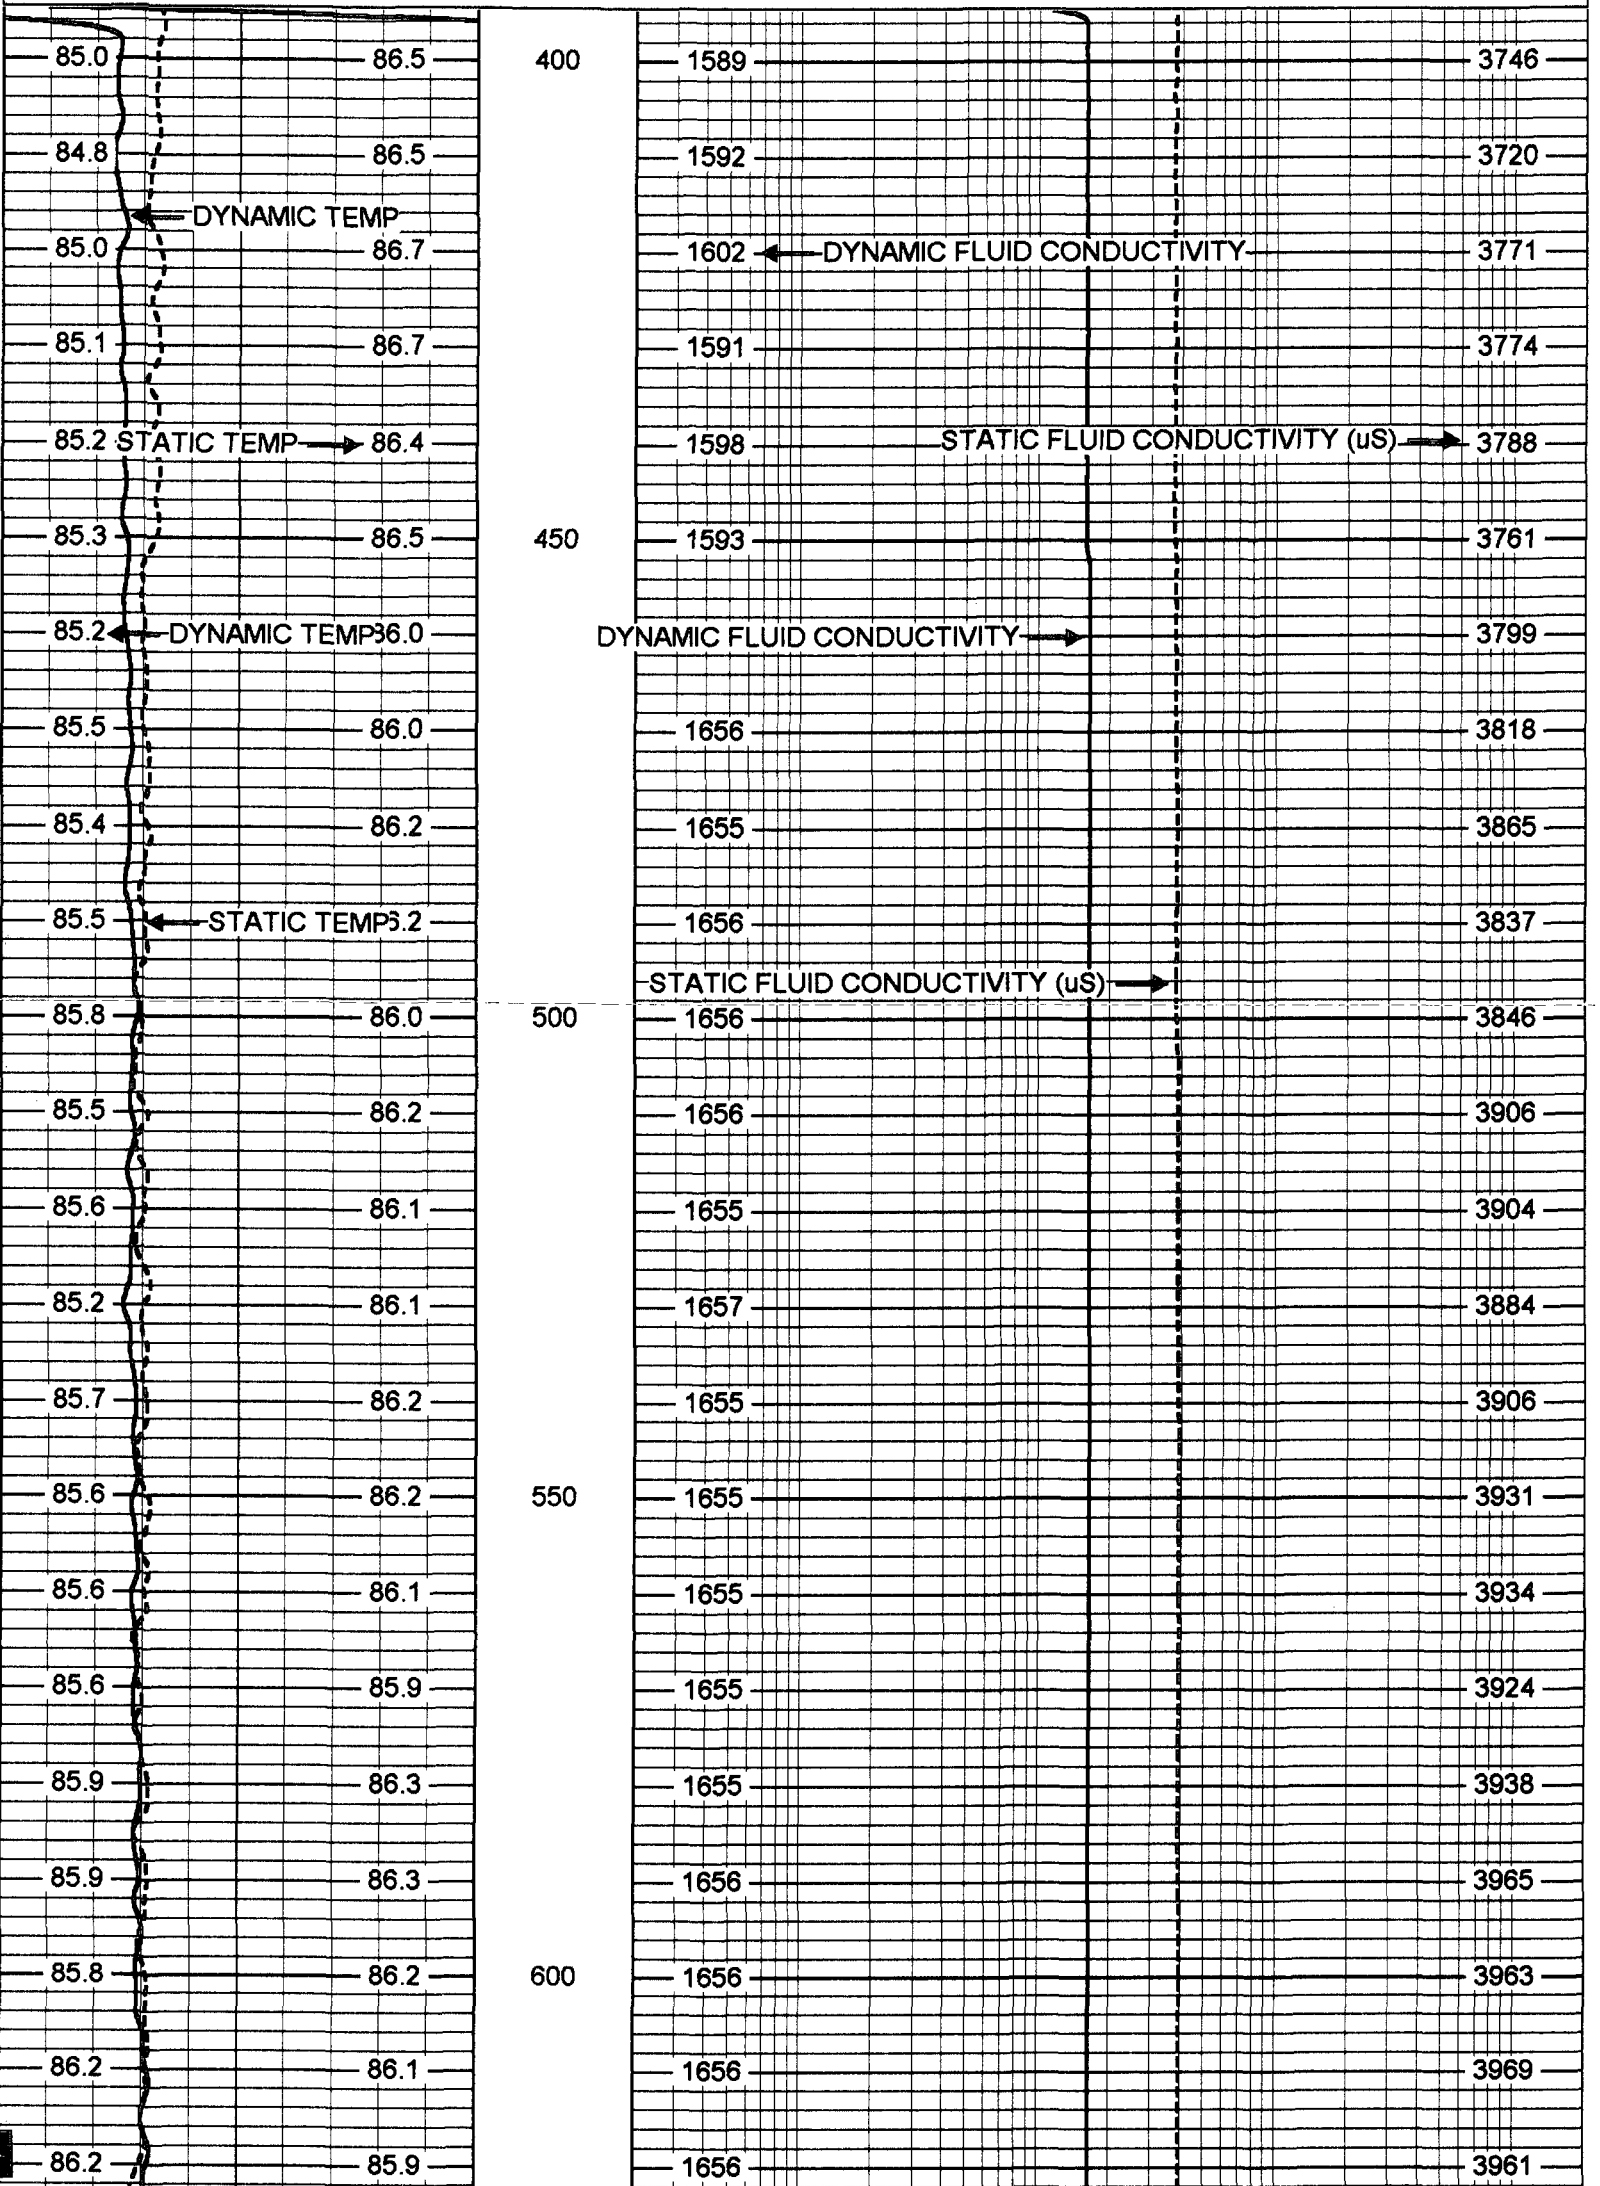 85.0 86.5 400 1589 3746
84.8 86.5 1592 3720
DYNAMIC TEMP
85.0 86.7 1602 DYNAMIC FLUID CONDUCTIVITY 3771
85.1 86.7 1591 3774
85.2 STATIC TEMP 86.4 1598 STATIC FLUID CONDUCTIVITY (uS) 3788
85.3 86.5 450 1593 3761
85.2 DYNAMIC TEMP 36.0 DYNAMIC FLUID CONDUCTIVITY 3799
85.5 86.0 1656 3818
85.4 86.2 1655 3865
85.5 STATIC TEMP 6.2 1656 3837
STATIC FLUID CONDUCTIVITY (uS)
85.8 86.0 500 1656 3846
85.5 86.2 1656 3906
85.6 86.1 1655 3904
85.2 86.1 1657 3884
85.7 86.2 1655 3906
85.6 86.2 550 1655 3931
85.6 86.1 1655 3934
85.6 85.9 1655 3924
85.9 86.3 1655 3938
85.9 86.3 1656 3965
85.8 86.2 600 1656 3963
86.2 86.1 1656 3969
86.2 85.9 1656 3961